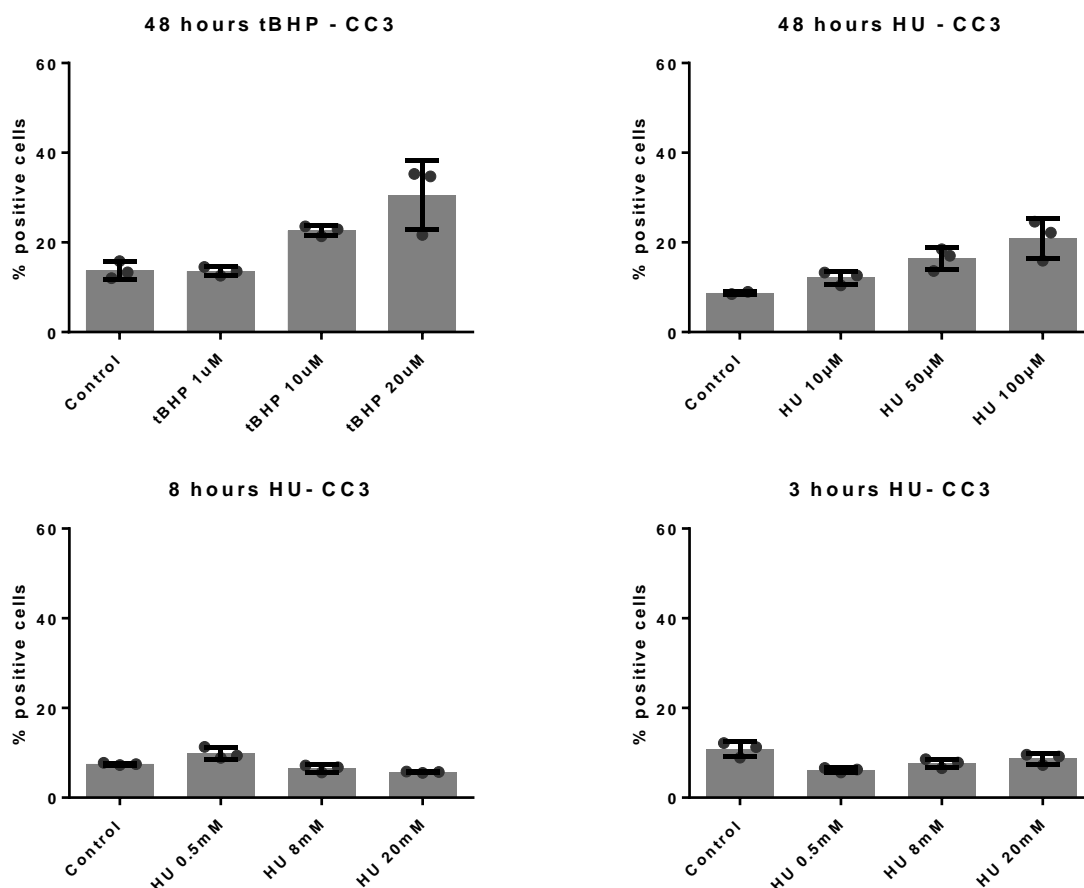 48 hours tBHP - CC3
% positive cells
60
40
20
0
Control
tBHP 1uM
tBHP 10uM
tBHP 20uM
48 hours HU - CC3
% positive cells
60
40
20
0
Control
HU 10µM
HU 50µM
HU 100µM
8 hours HU- CC3
% positive cells
60
40
20
0
Control
HU 0.5mM
HU 8mM
HU 20mM
3 hours HU- CC3
% positive cells
60
40
20
0
Control
HU 0.5mM
HU 8mM
HU 20mM